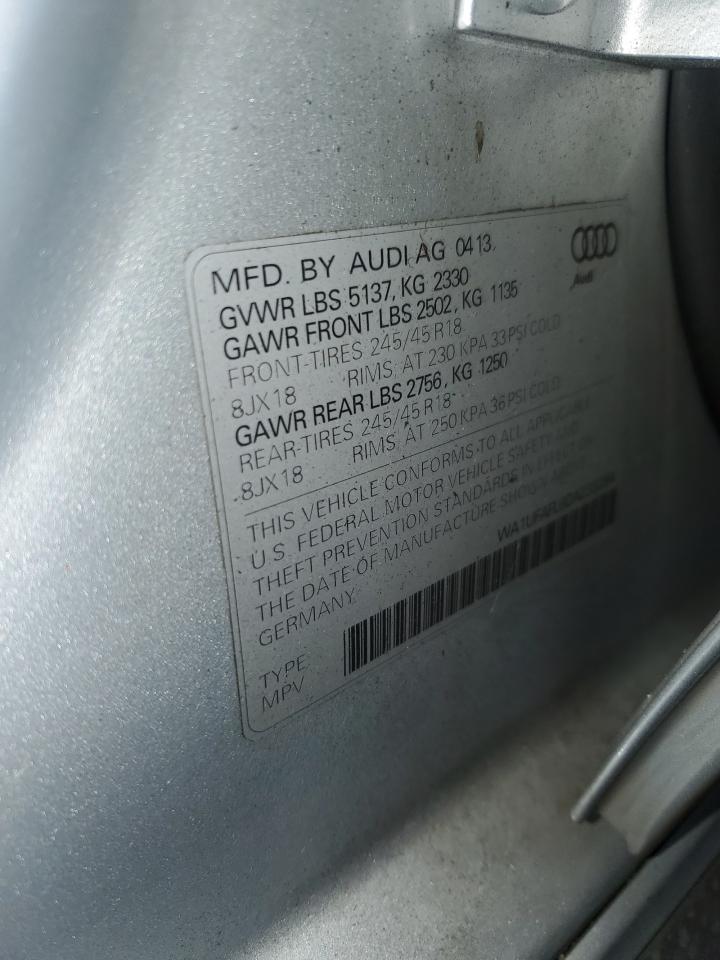 MFD. BY AUDI AG 0413
Audi
GVWR LBS 5137, KG 2330
GAWR FRONT LBS 2502, KG 1135
FRONT-TIRES 245/45 R18
8JX18 RIMS; AT 230 KPA 33 PSI COLD
GAWR REAR LBS 2756, KG 1250
REAR-TIRES 245/45 R18
8JX18 RIMS; AT 250 KPA 36 PSI COLD
THIS VEHICLE CONFORMS TO ALL APPLICABLE
U.S. FEDERAL MOTOR VEHICLE SAFETY AND
THEFT PREVENTION STANDARDS IN EFFECT ON
THE DATE OF MANUFACTURE SHOWN ABOVE.
GERMANY
TYPE
MPV